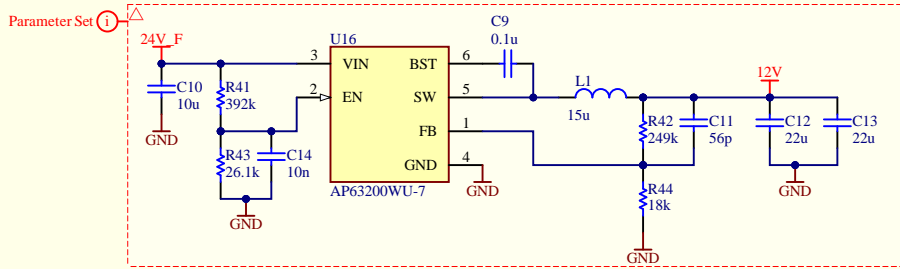 Parameter Set i
24V_F
C10
10u
GND
R41
392k
R43
26.1k
C14
10n
GND
U16
3 VIN
2 EN
BST 6
SW 5
FB 1
GND 4
AP63200WU-7
GND
C9
0.1u
L1
15u
R42
249k
C11
56p
R44
18k
GND
12V
C12
22u
C13
22u
GND